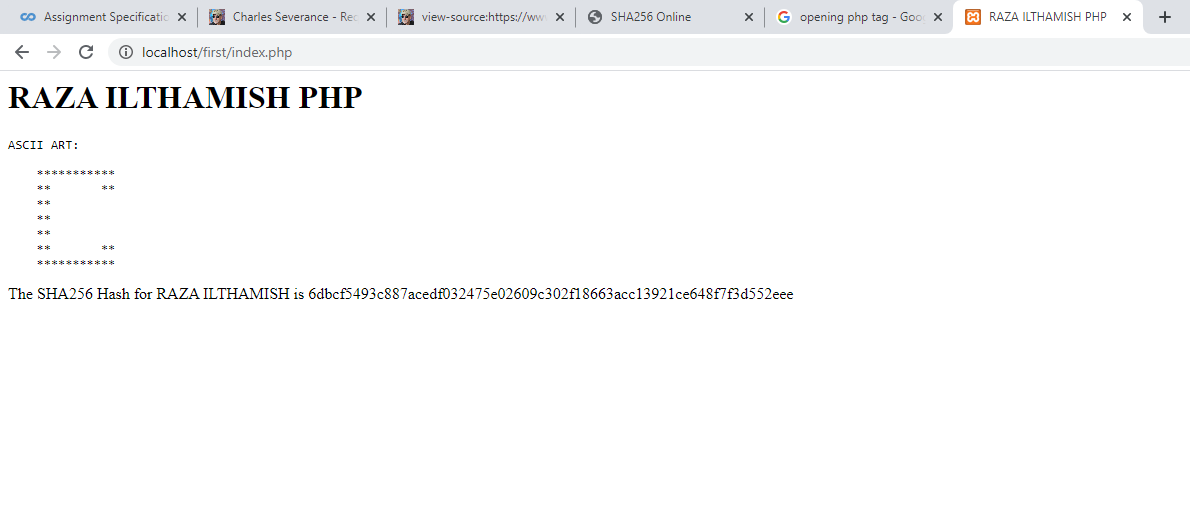 Assignment Specificatio
Charles Severance - Rec
view-source:https://ww
SHA256 Online
opening php tag - Goo
RAZA ILTHAMISH PHP
localhost/first/index.php
RAZA ILTHAMISH PHP
ASCII ART:
***********
**       **
**
**
**
**       **
***********
The SHA256 Hash for RAZA ILTHAMISH is 6dbcf5493c887acedf032475e02609c302f18663acc13921ce648f7f3d552eee